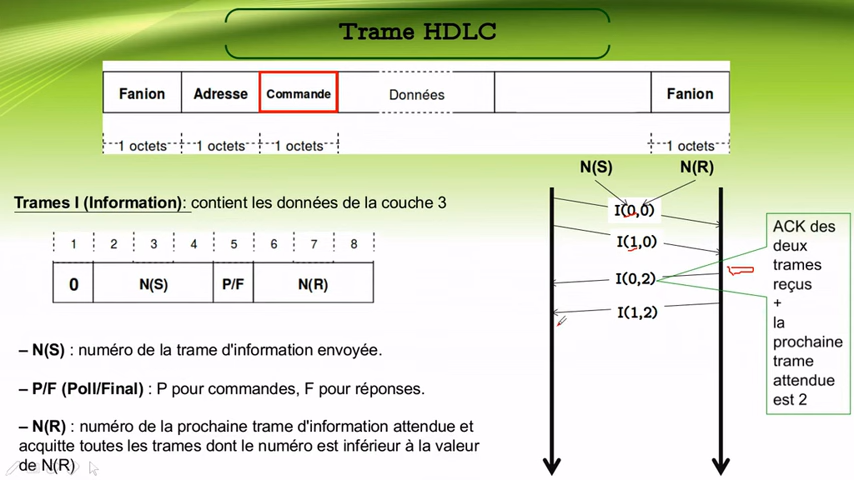 Trame HDLC
Fanion Adresse Commande Données Fanion
1 octets 1 octets 1 octets 1 octets
N(S) N(R)
Trames I (Information): contient les données de la couche 3
1 2 3 4 5 6 7 8
0 N(S) P/F N(R)
– N(S) : numéro de la trame d'information envoyée.
– P/F (Poll/Final) : P pour commandes, F pour réponses.
– N(R) : numéro de la prochaine trame d'information attendue et
acquitte toutes les trames dont le numéro est inférieur à la valeur
de N(R)
I(0,0)
I(1,0)
I(0,2)
I(1,2)
ACK des
deux
trames
reçus
+
la
prochaine
trame
attendue
est 2